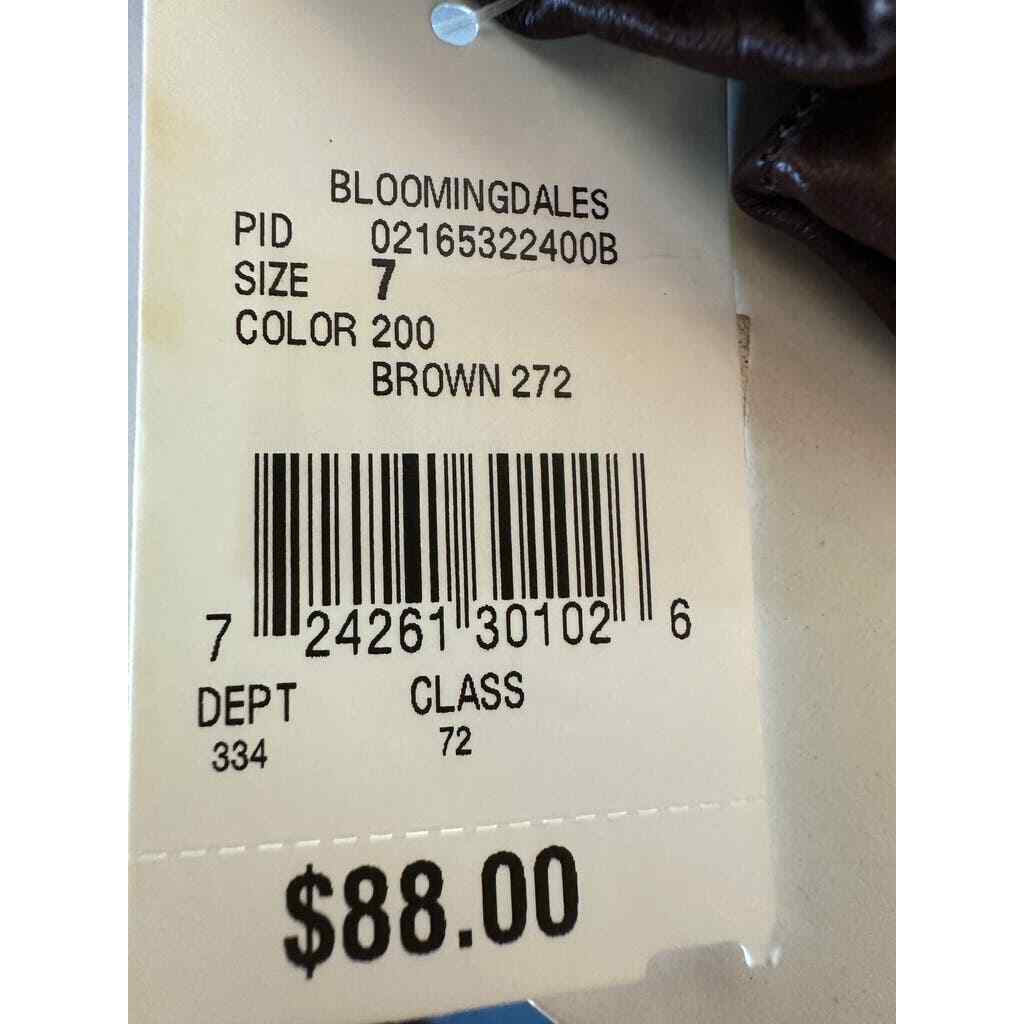 BLOOMINGDALES
PID 02165322400B
SIZE 7
COLOR 200
BROWN 272
7 24261 30102 6
DEPT CLASS
334 72
$88.00